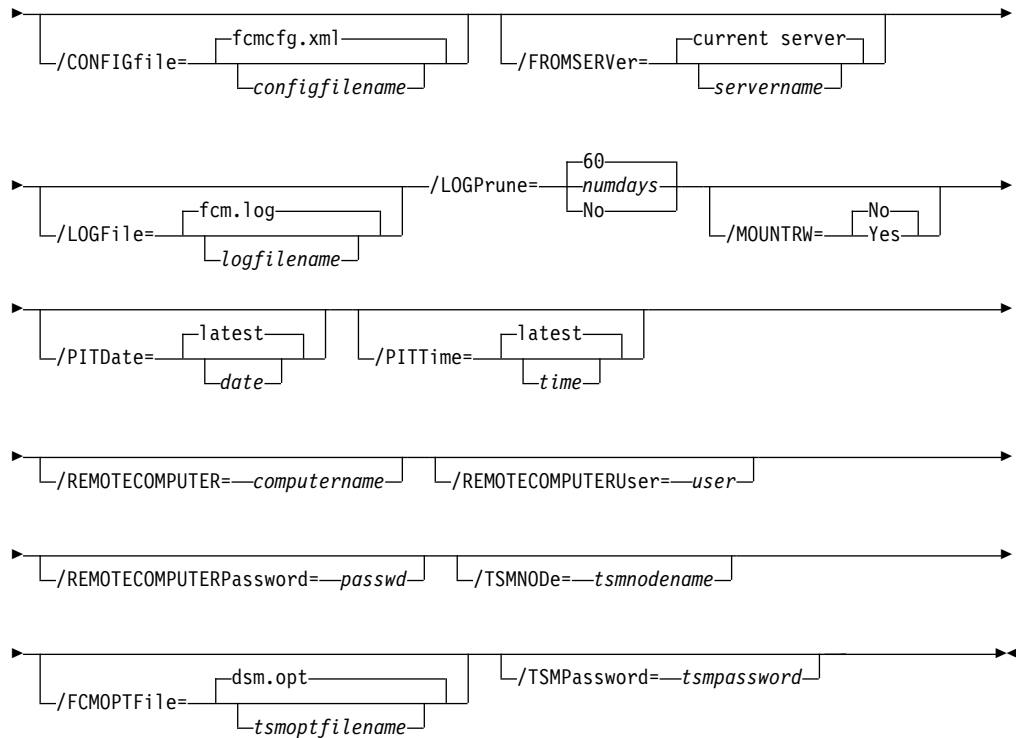 fcmcfg.xml
/CONFIGfile=
configfilename
current server
/FROMSERVer=
servername
/LOGFile=
fcm.log
logfilename
/LOGPrune=
60
numdays
No
/MOUNTRW=
No
Yes
/PITDate=
latest
date
/PITTime=
latest
time
/REMOTECOMPUTER= computername
/REMOTECOMPUTERUser= user
/REMOTECOMPUTERPassword= passwd
/TSMNODe= tsmnodename
/FCMOPTFile=
dsm.opt
tsmoptfilename
/TSMPassword= tsmpassword